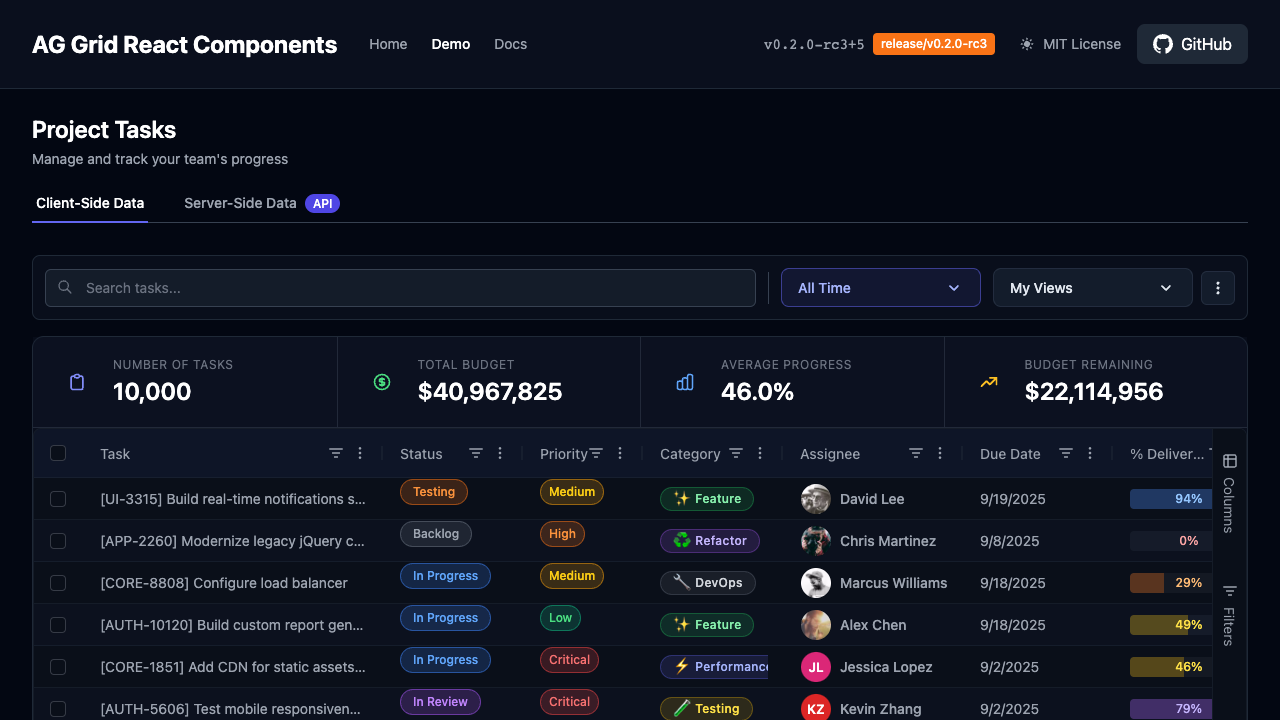 AG Grid React Components Home Demo Docs v0.2.0-rc3+5 release/v0.2.0-rc3 MIT License GitHub
Project Tasks
Manage and track your team's progress
Client-Side Data Server-Side Data API
Search tasks... All Time My Views
NUMBER OF TASKS TOTAL BUDGET AVERAGE PROGRESS BUDGET REMAINING
10,000 $40,967,825 46.0% $22,114,956
Task Status Priority Category Assignee Due Date % Deliver...
Columns
Filters
[UI-3315] Build real-time notifications s... Testing Medium Feature David Lee 9/19/2025 94%
[APP-2260] Modernize legacy jQuery c... Backlog High Refactor Chris Martinez 9/8/2025 0%
[CORE-8808] Configure load balancer In Progress Medium DevOps Marcus Williams 9/18/2025 29%
[AUTH-10120] Build custom report gen... In Progress Low Feature Alex Chen 9/18/2025 49%
[CORE-1851] Add CDN for static assets... In Progress Critical Performance JL Jessica Lopez 9/2/2025 46%
[AUTH-5606] Test mobile responsiven... In Review Critical Testing KZ Kevin Zhang 9/2/2025 79%